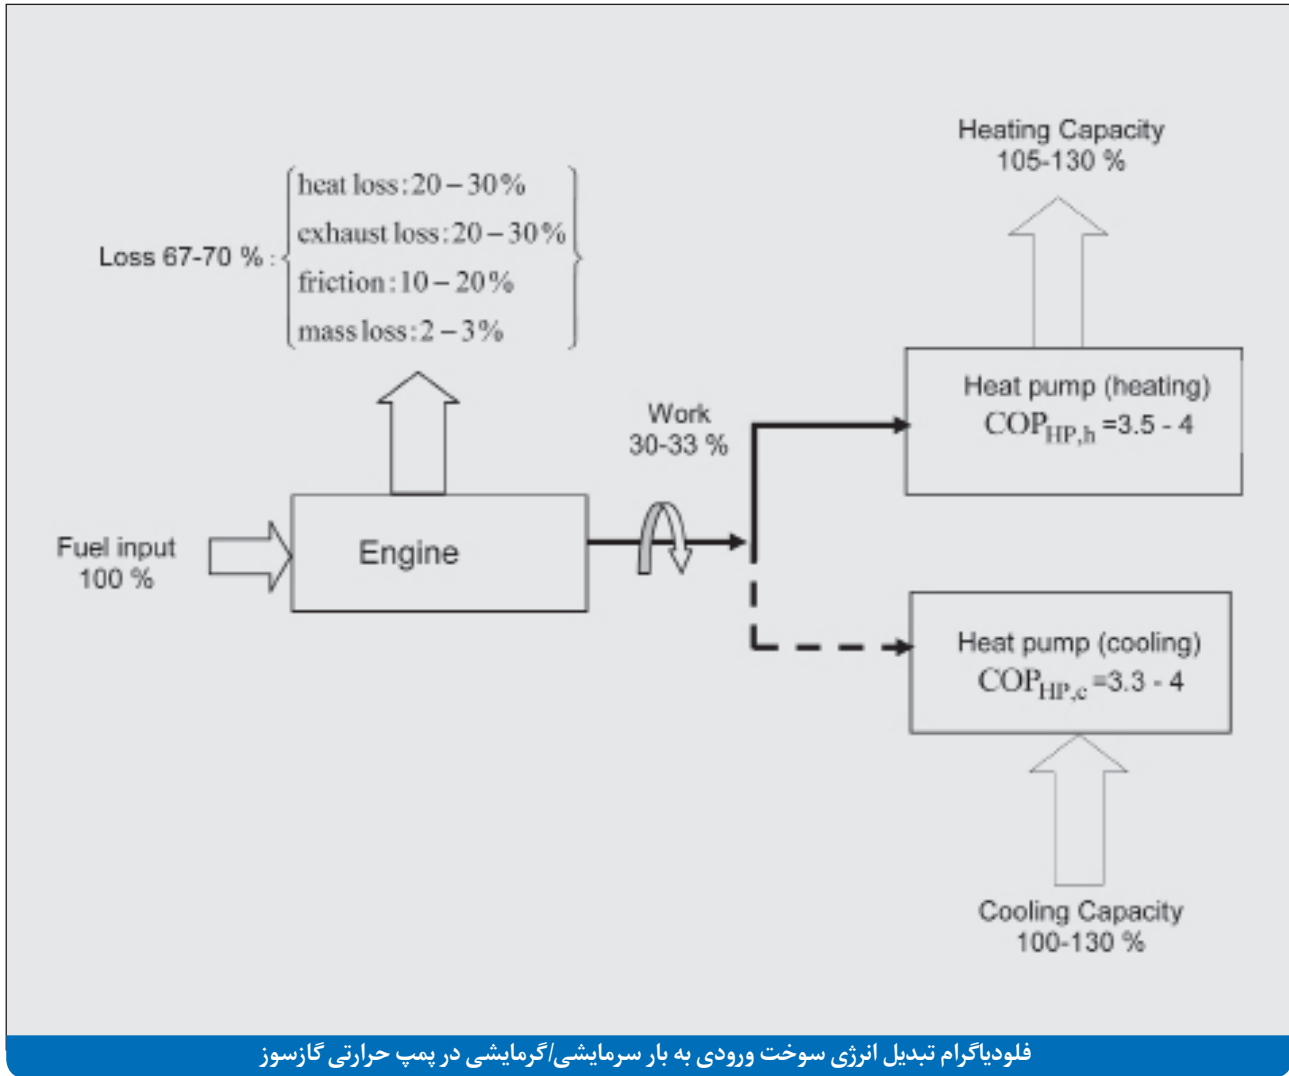 Heating Capacity
105-130 %
heat loss : 20 – 30%
exhaust loss : 20 – 30%
Loss 67-70 % :
friction : 10 – 20%
mass loss : 2 – 3%
Heat pump (heating)
COP_HP,h =3.5 - 4
Work
30-33 %
Fuel input
100 %
Engine
Heat pump (cooling)
COP_HP,c =3.3 - 4
Cooling Capacity
100-130 %
فلودیاگرام تبدیل انرژی سوخت ورودی به بار سرمایشی/گرمایشی در پمپ حرارتی گازسوز